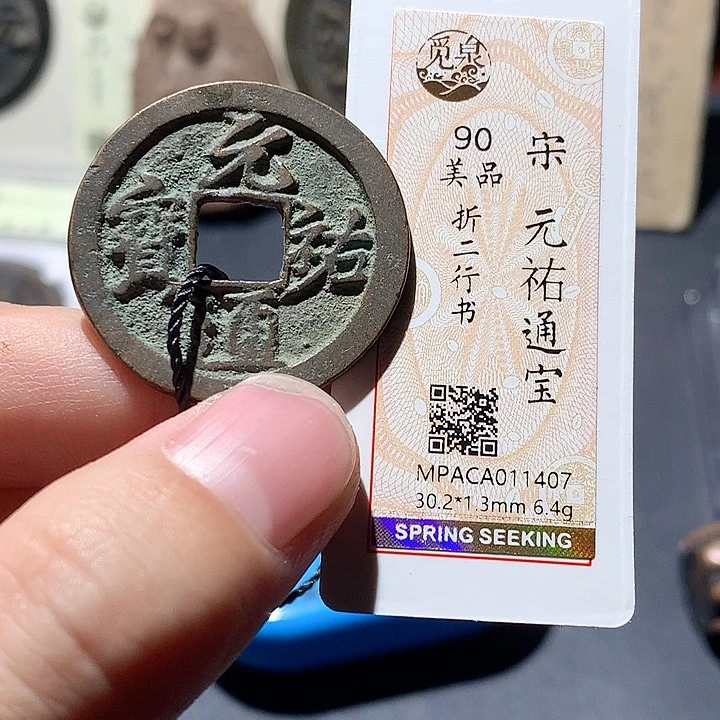 元祐通寳
覓泉
90
美品
折二行书
宋 元祐通宝
MPACA011407
30.2*1.3mm 6.4g
SPRING SEEKING